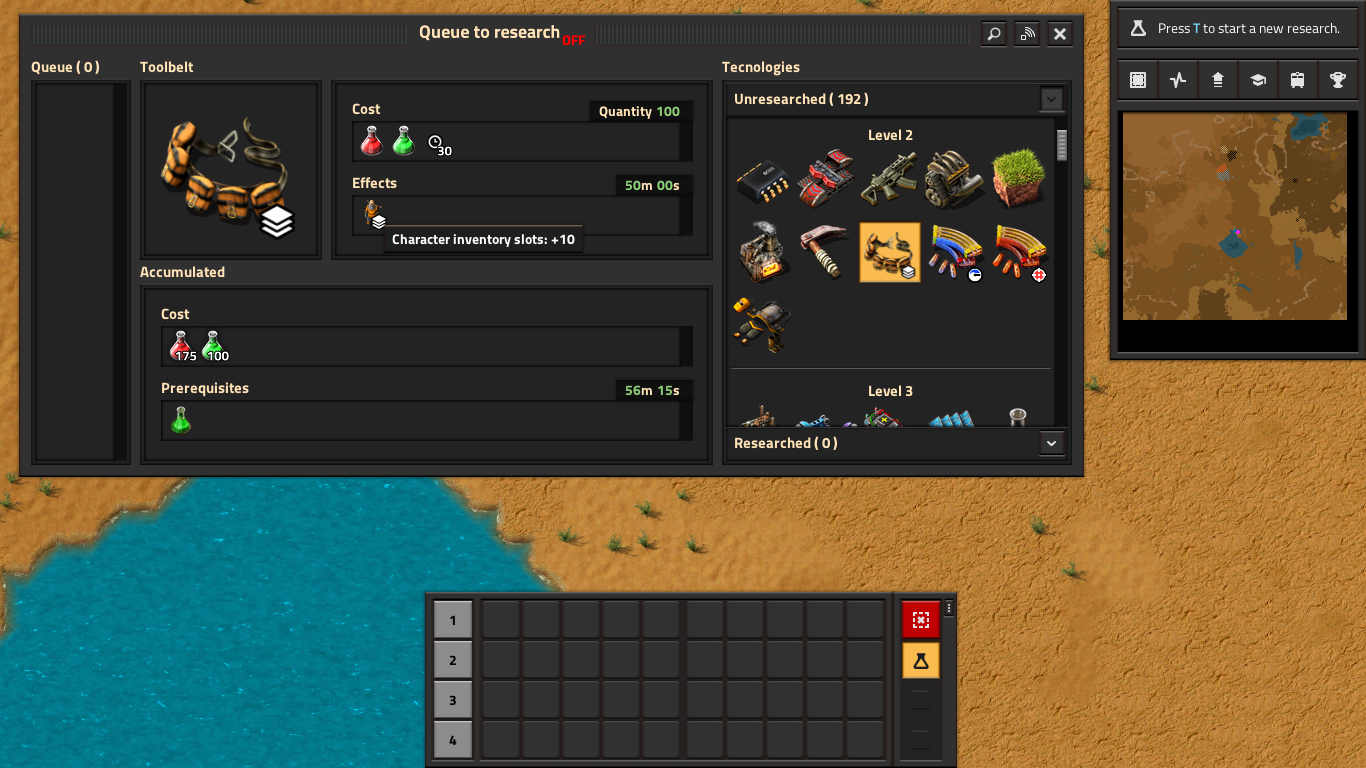 Queue to research OFF
Queue ( 0 )
Toolbelt
Cost
Quantity 100
30
Effects
50m 00s
Character inventory slots: +10
Accumulated
Cost
175
100
Prerequisites
56m 15s
Tecnologies
Unresearched ( 192 )
Level 2
Level 3
Researched ( 0 )
Press T to start a new research.
1
2
3
4